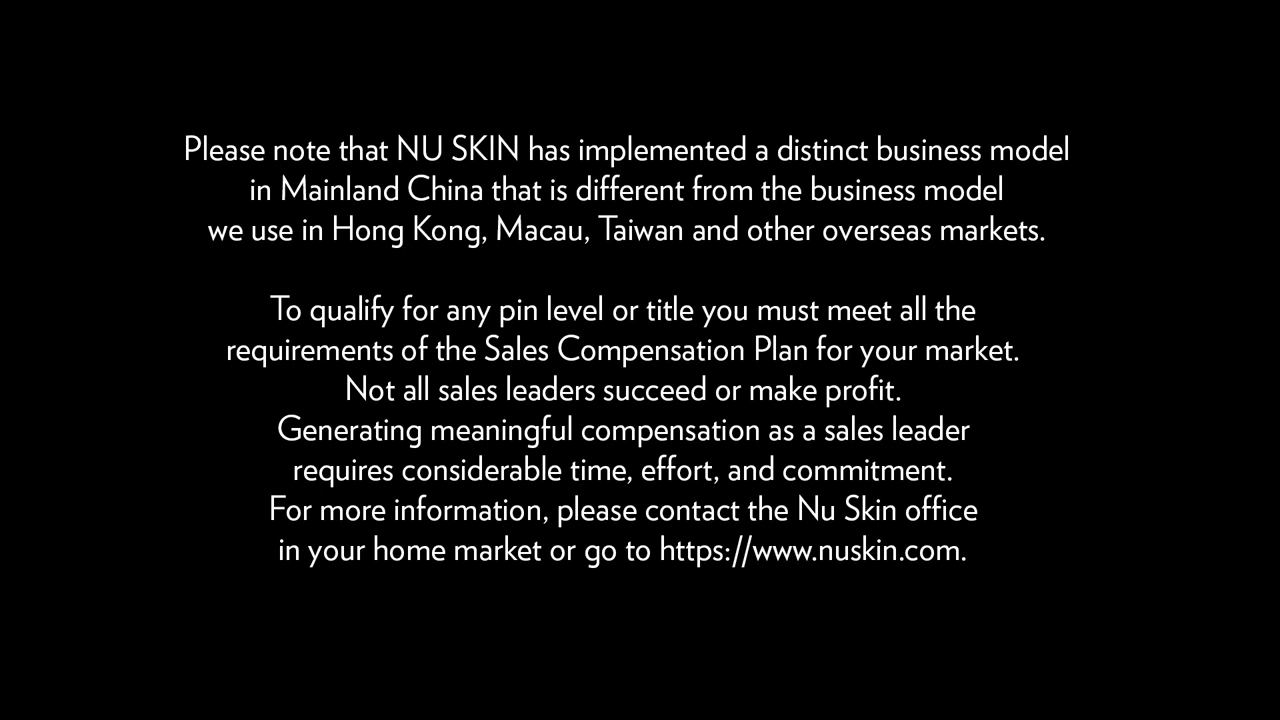 Please note that NU SKIN has implemented a distinct business model
in Mainland China that is different from the business model
we use in Hong Kong, Macau, Taiwan and other overseas markets.
To qualify for any pin level or title you must meet all the
requirements of the Sales Compensation Plan for your market.
Not all sales leaders succeed or make profit.
Generating meaningful compensation as a sales leader
requires considerable time, effort, and commitment.
For more information, please contact the Nu Skin office
in your home market or go to https://www.nuskin.com.